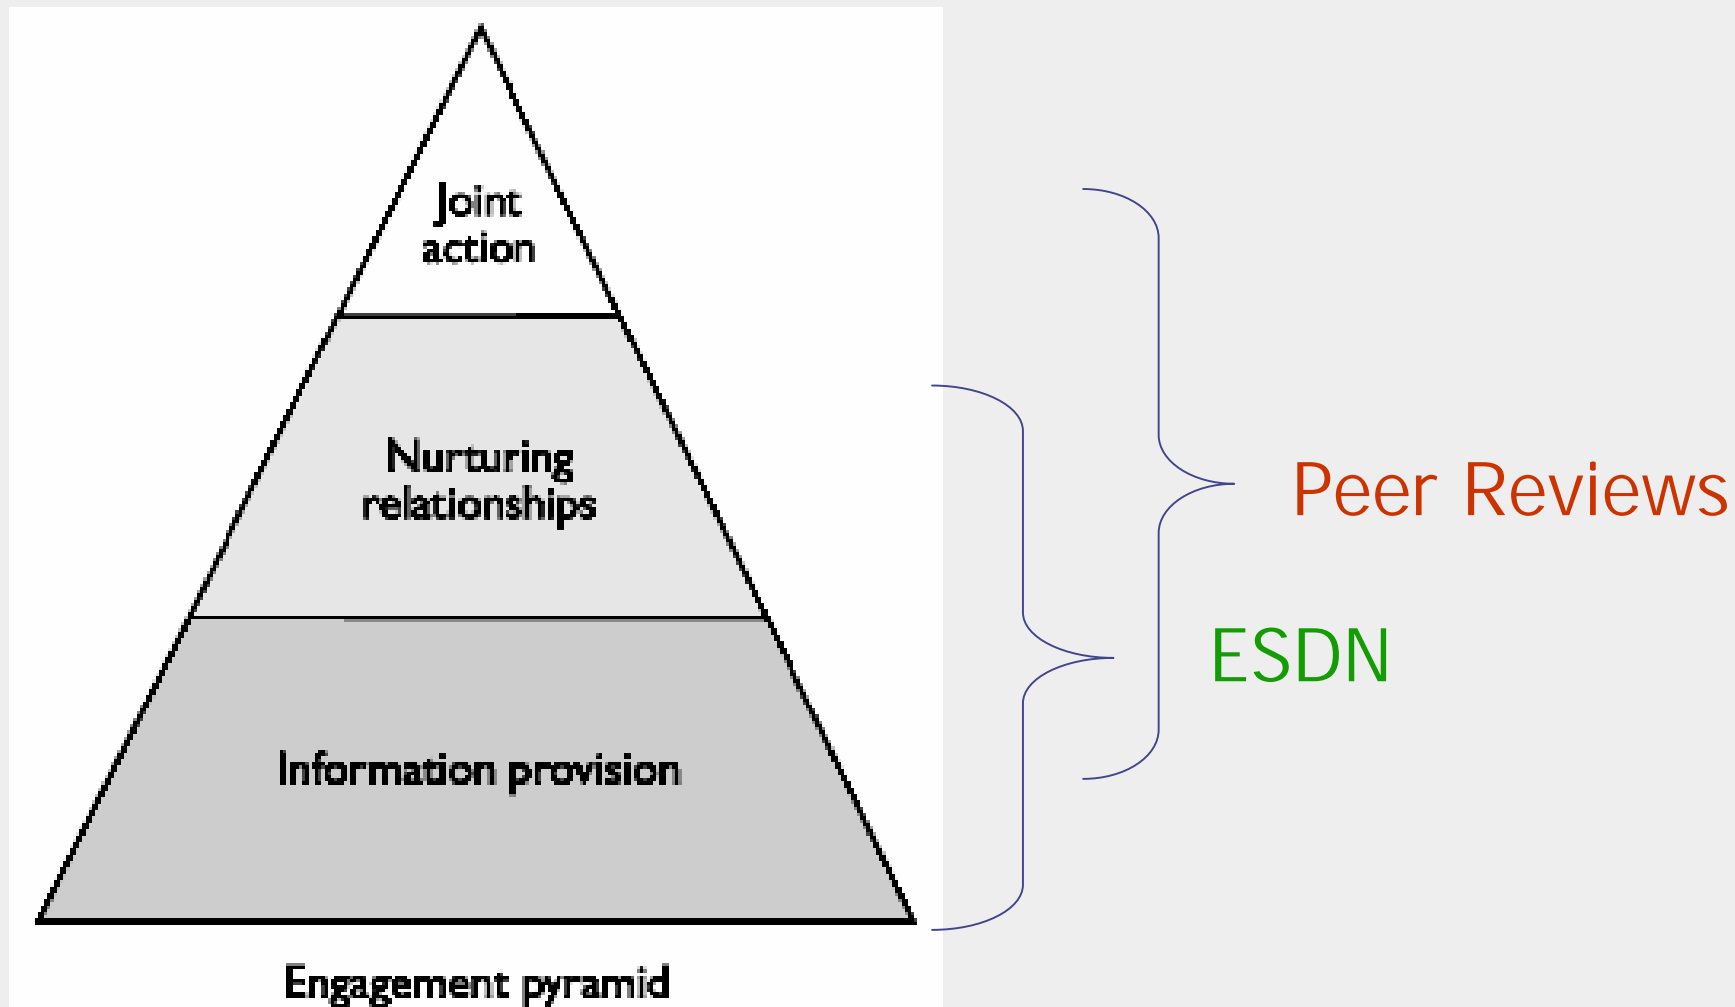 Joint
action
Nurturing
relationships
Information provision
Engagement pyramid
Peer Reviews
ESDN